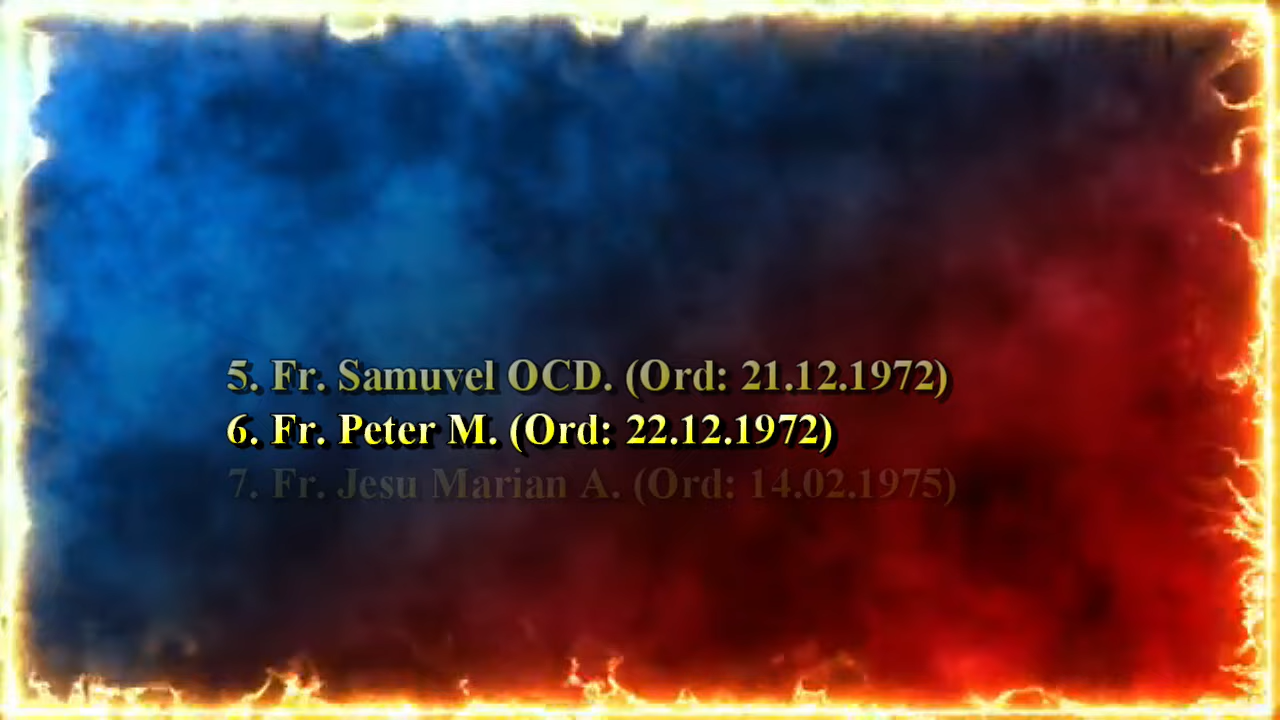 5. Fr. Samuvel OCD. (Ord: 21.12.1972)
6. Fr. Peter M. (Ord: 22.12.1972)
7. Fr. Jesu Marian A. (Ord: 14.02.1975)